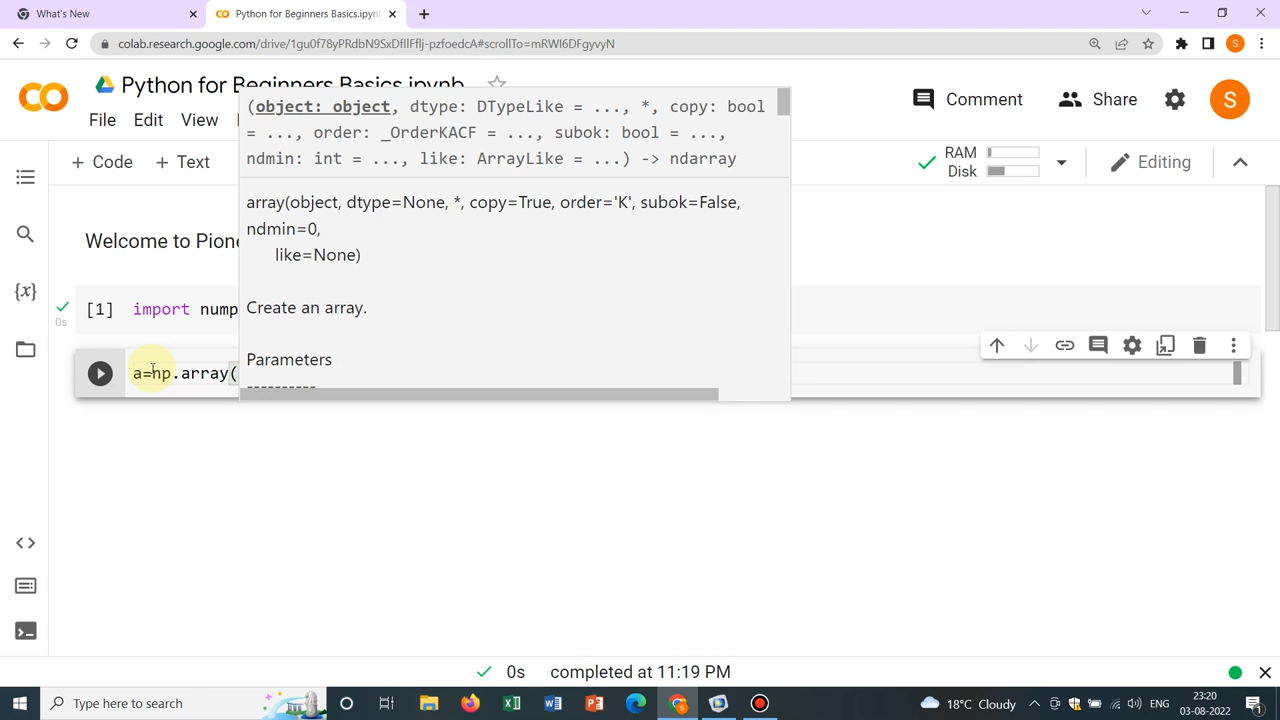 What's New
Python for Beginners Basics.ipynb
colab.research.google.com/drive/1gu0f78yPRdbN9SxDfIlFflj-pzfoedcA#scrollTo=mRWI6DFgyvyN
S
Python for Beginners Basics.ipynb
Comment
Share
S
File Edit View
(object: object, dtype: DTypeLike = ..., *, copy: bool
= ..., order: _OrderKACF = ..., subok: bool = ...,
ndmin: int = ..., like: ArrayLike = ...) -> ndarray
+ Code + Text
RAM
Disk
Editing
array(object, dtype=None, *, copy=True, order='K', subok=False,
ndmin=0,
like=None)
Create an array.
Parameters
----------
Welcome to Pione
{x}
[1] import nump
0s
a=np.array(
0s completed at 11:19 PM
Type here to search
18°C Cloudy
ENG
23:20
03-08-2022
1